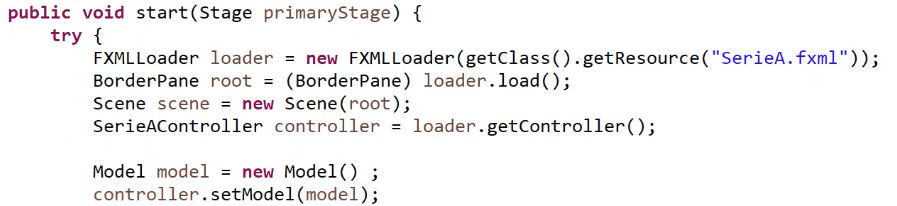 public void start(Stage primaryStage) {
try {
FXMLLoader loader = new FXMLLoader(getClass().getResource("SerieA.fxml"));
BorderPane root = (BorderPane) loader.load();
Scene scene = new Scene(root);
SerieAController controller = loader.getController();
Model model = new Model() ;
controller.setModel(model);